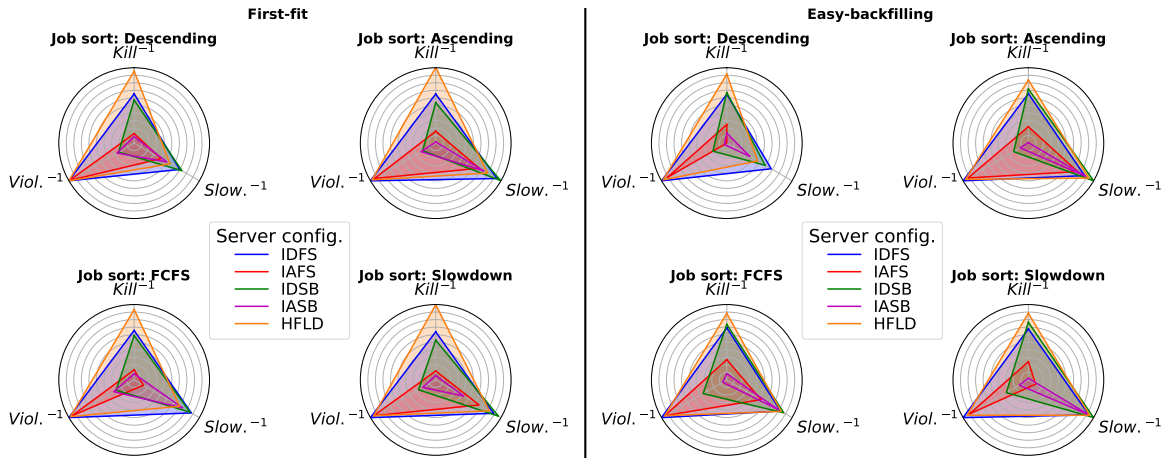 First-fit
Easy-backfilling
Job sort: Descending
Kill⁻¹
Viol.⁻¹
Slow.⁻¹
Job sort: Ascending
Kill⁻¹
Viol.⁻¹
Slow.⁻¹
Job sort: Descending
Kill⁻¹
Viol.⁻¹
Slow.⁻¹
Job sort: Ascending
Kill⁻¹
Viol.⁻¹
Slow.⁻¹
Server config.
IDFS
IAFS
IDSB
IASB
HFLD
Server config.
IDFS
IAFS
IDSB
IASB
HFLD
Job sort: FCFS
Kill⁻¹
Viol.⁻¹
Slow.⁻¹
Job sort: Slowdown
Kill⁻¹
Viol.⁻¹
Slow.⁻¹
Job sort: FCFS
Kill⁻¹
Viol.⁻¹
Slow.⁻¹
Job sort: Slowdown
Kill⁻¹
Viol.⁻¹
Slow.⁻¹